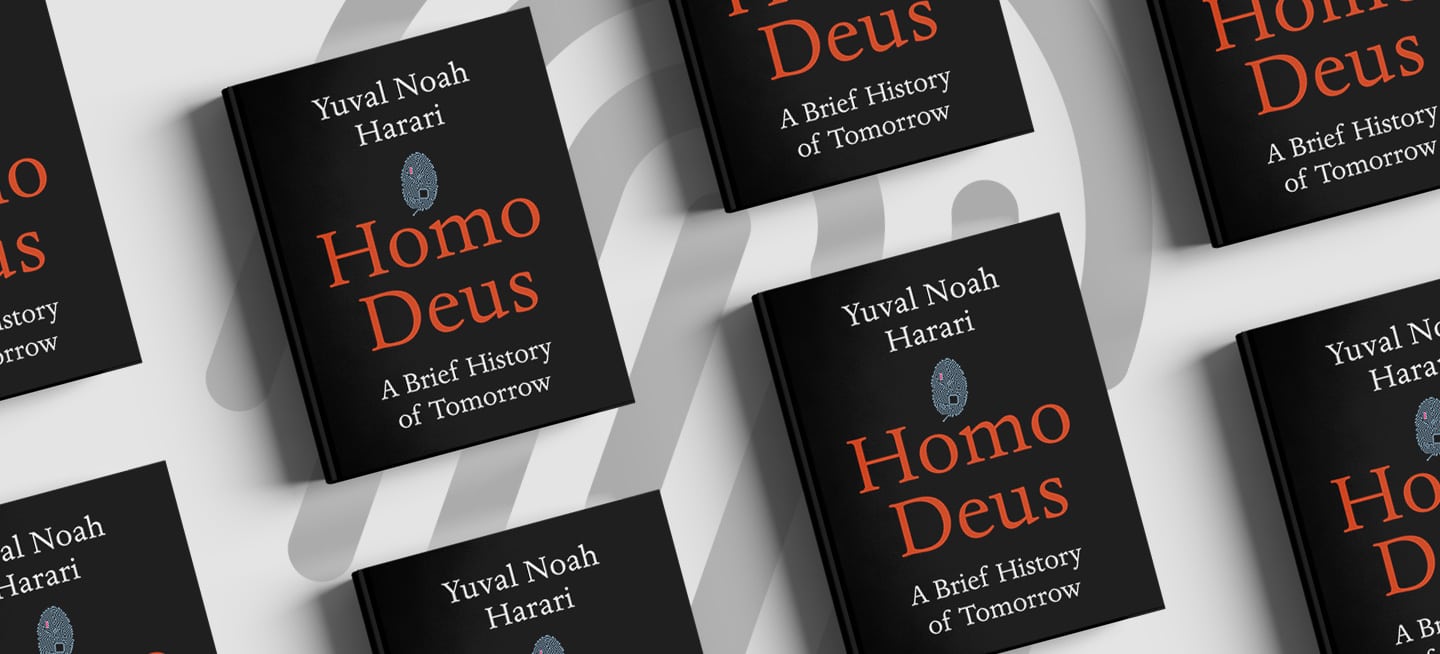 Yuval Noah
Harari
Homo
Deus
A Brief History
of Tomorrow
Deus
A Brief History
of Tomorrow
Homo
Deus
A Brief History
of Tomorrow
Yuval Noah
Harari
Homo
Deus
A Brief History
of Tomorrow
Yuval Noah
Harari